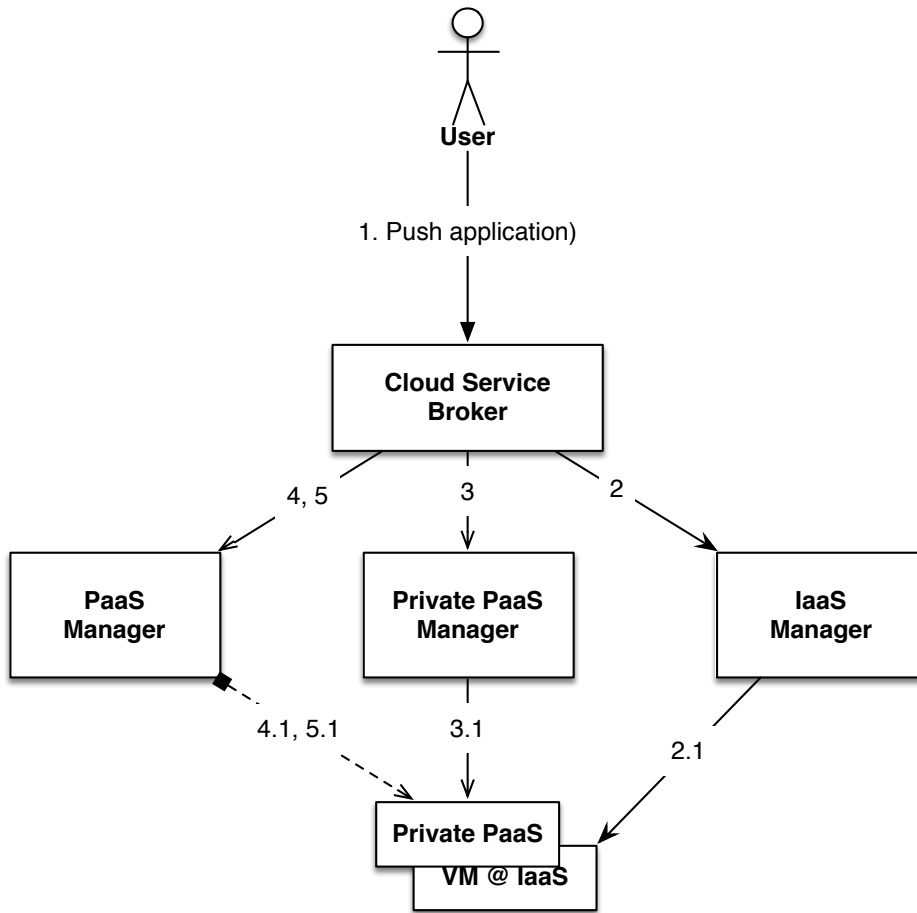 User
1. Push application)
Cloud Service
Broker
4, 5
3
2
PaaS
Manager
Private PaaS
Manager
IaaS
Manager
4.1, 5.1
3.1
2.1
Private PaaS
VM @ IaaS